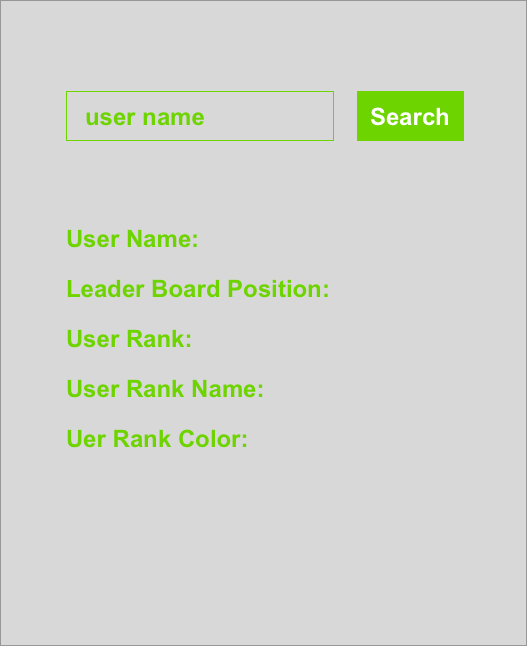 user name
Search
User Name:
Leader Board Position:
User Rank:
User Rank Name:
Uer Rank Color: